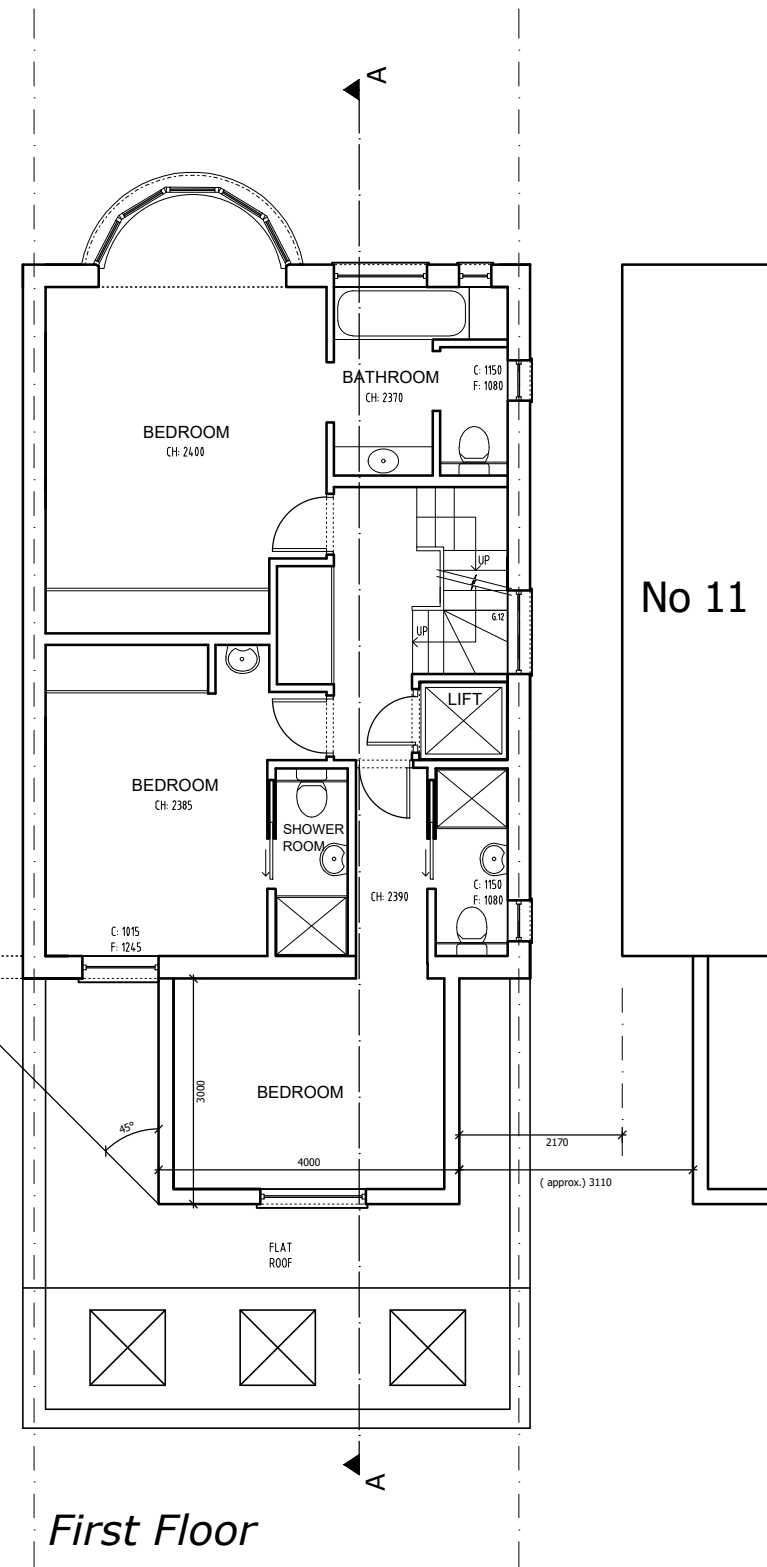 A
BATHROOM
CH: 2370
C: 1150
F: 1080
BEDROOM
CH: 2400
UP
G.12
UP
No 11
LIFT
BEDROOM
CH: 2385
SHOWER
ROOM
CH: 2390
C: 1150
F: 1080
C: 1015
F: 1245
BEDROOM
3000
45°
4000
2170
( approx.) 3110
FLAT
ROOF
A
First Floor